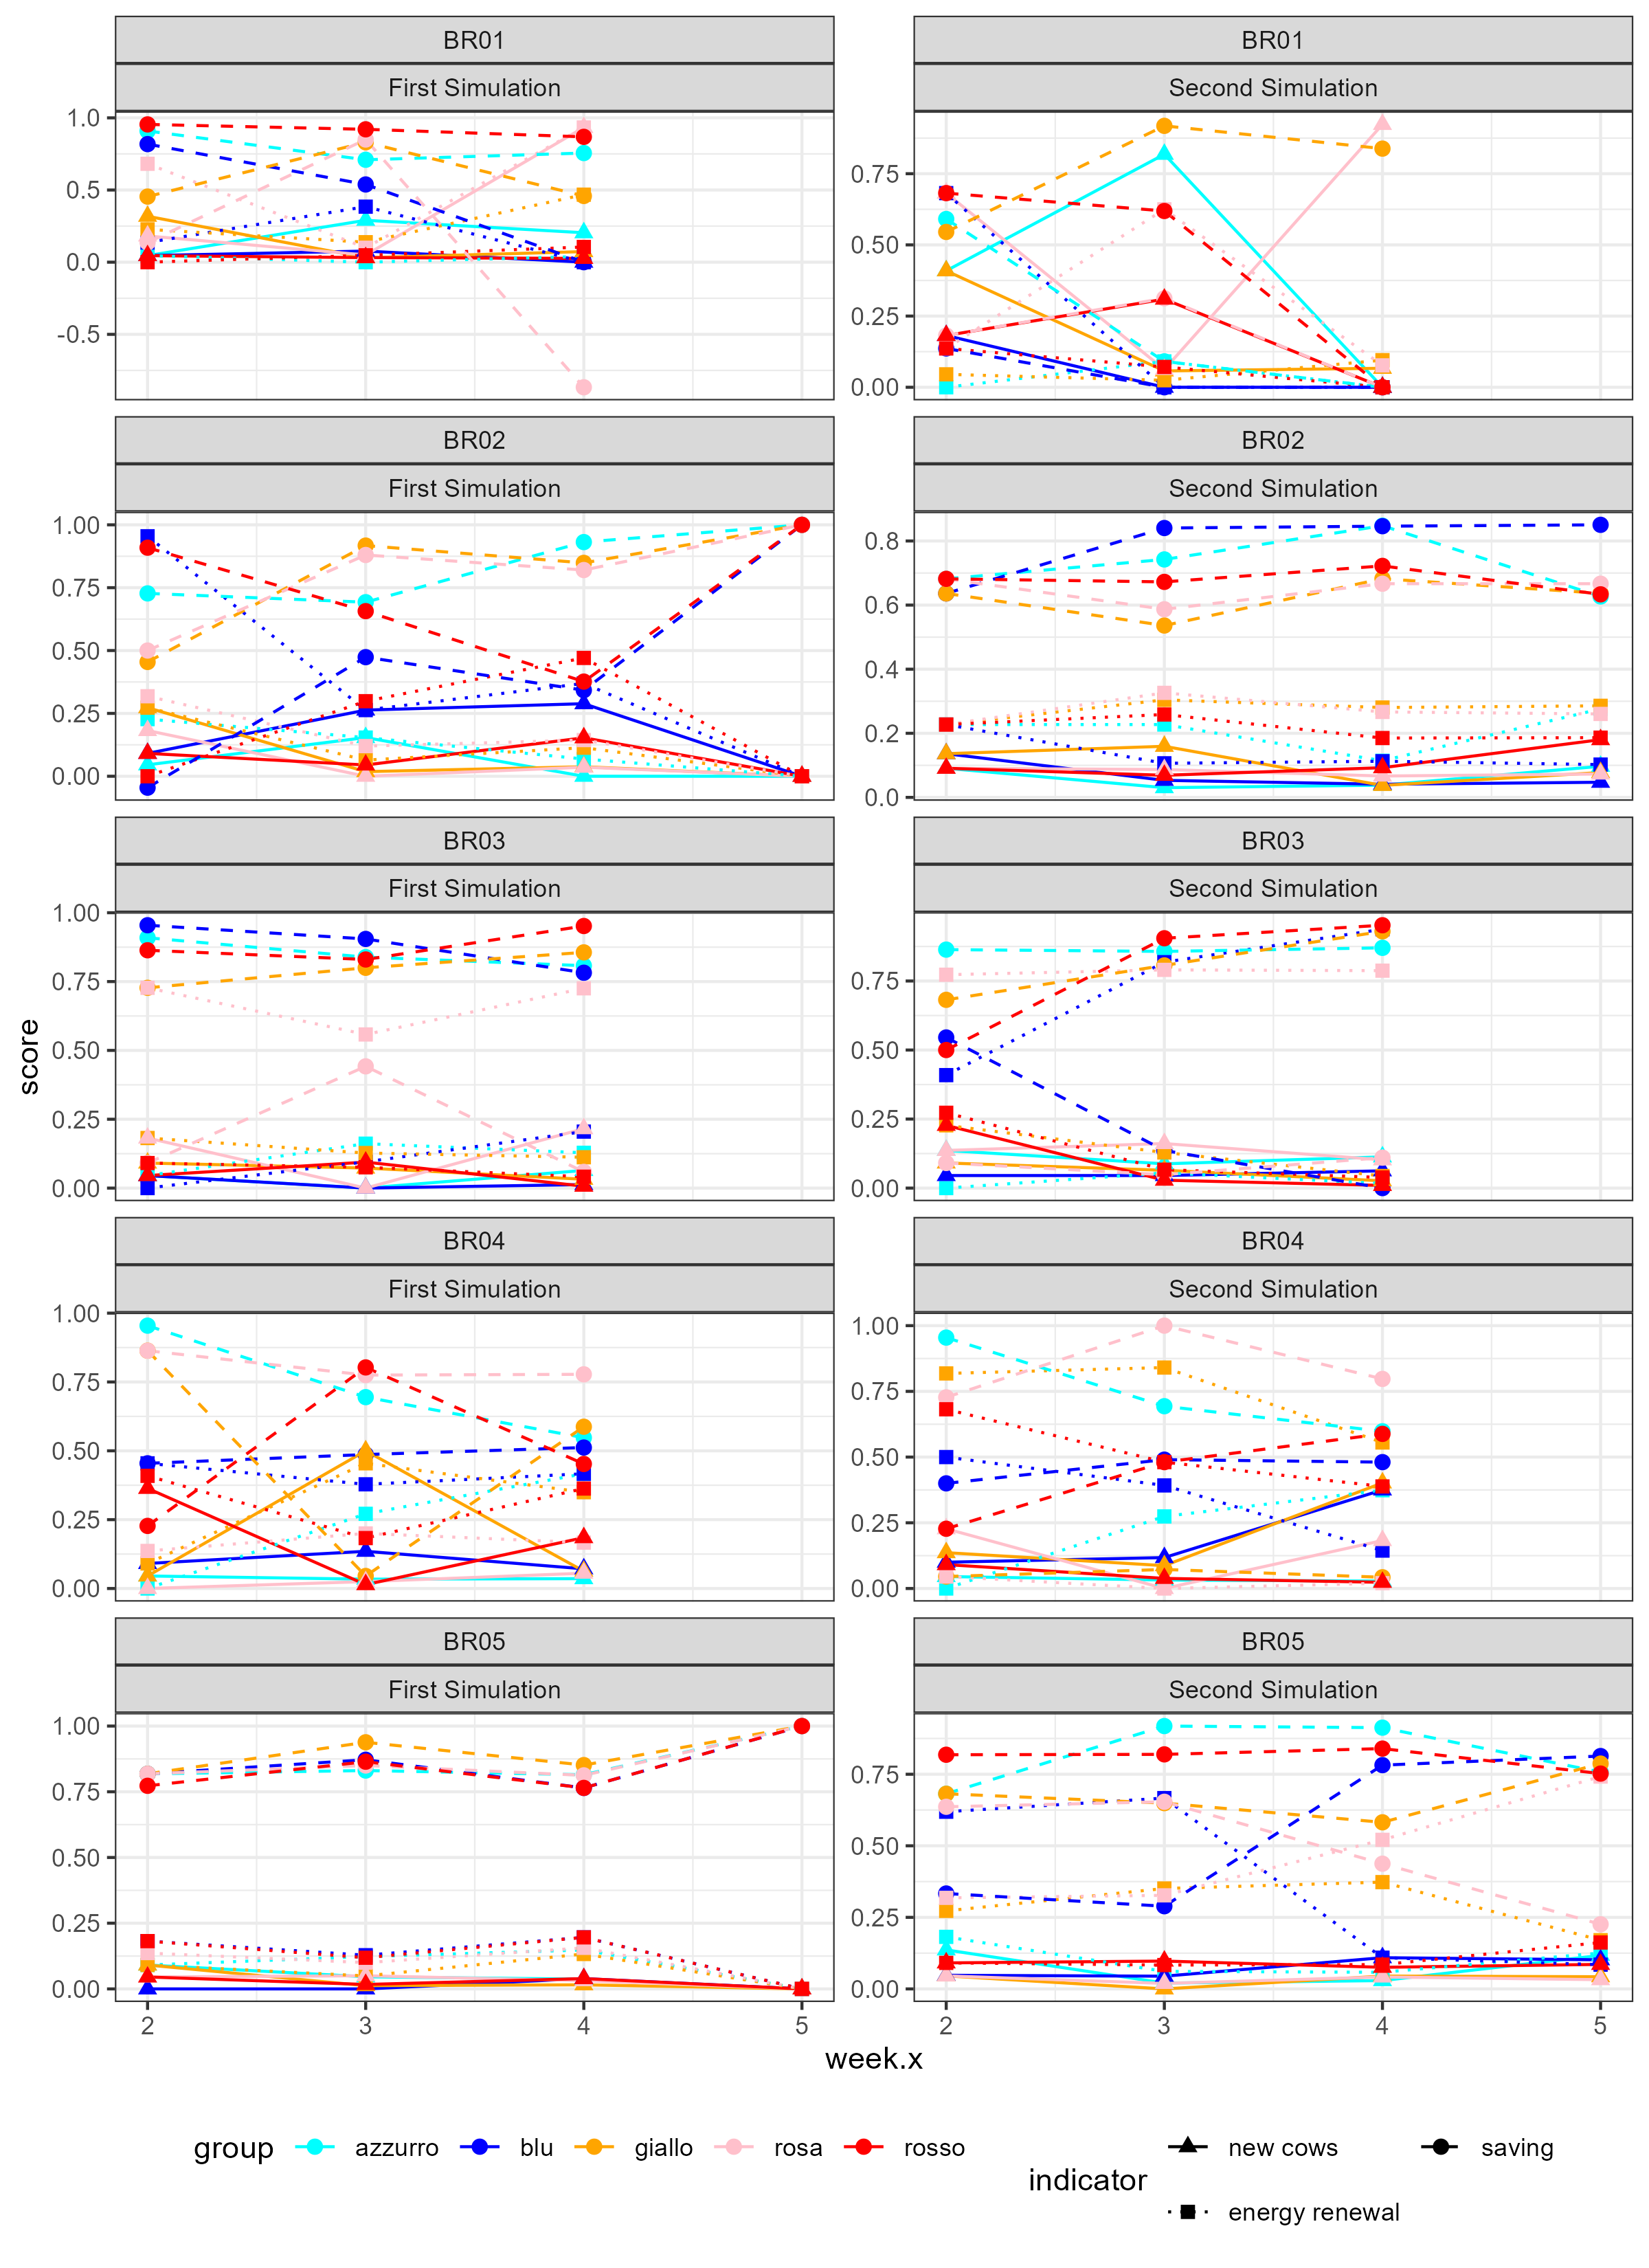 BR01 BR01
First Simulation Second Simulation
1.0
0.5
0.0
-0.5
0.75
0.50
0.25
0.00
BR02 BR02
First Simulation Second Simulation
1.00
0.75
0.50
0.25
0.00
0.8
0.6
0.4
0.2
0.0
BR03 BR03
First Simulation Second Simulation
1.00
0.75
0.50
0.25
0.00
0.75
0.50
0.25
0.00
score
BR04 BR04
First Simulation Second Simulation
1.00
0.75
0.50
0.25
0.00
1.00
0.75
0.50
0.25
0.00
BR05 BR05
First Simulation Second Simulation
1.00
0.75
0.50
0.25
0.00
0.75
0.50
0.25
0.00
2 3 4 5 2 3 4 5
week.x
group azzurro blu giallo rosa rosso
indicator
new cows saving
energy renewal